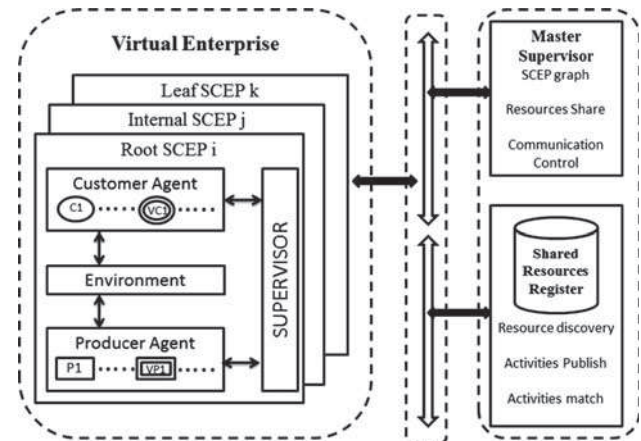 Virtual Enterprise
Leaf SCEP k
Internal SCEP j
Root SCEP i
Customer Agent
C1
VC1
Environment
Producer Agent
P1
VP1
SUPERVISOR
Master
Supervisor
SCEP graph
Resources Share
Communication
Control
Shared
Resources
Register
Resource discovery
Activities Publish
Activities match